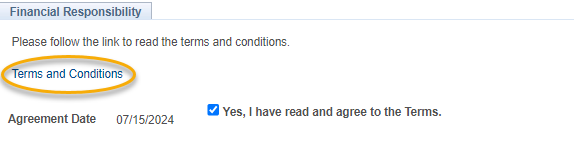 Financial Responsibility
Please follow the link to read the terms and conditions.
Terms and Conditions
Agreement Date 07/15/2024 Yes, I have read and agree to the Terms.